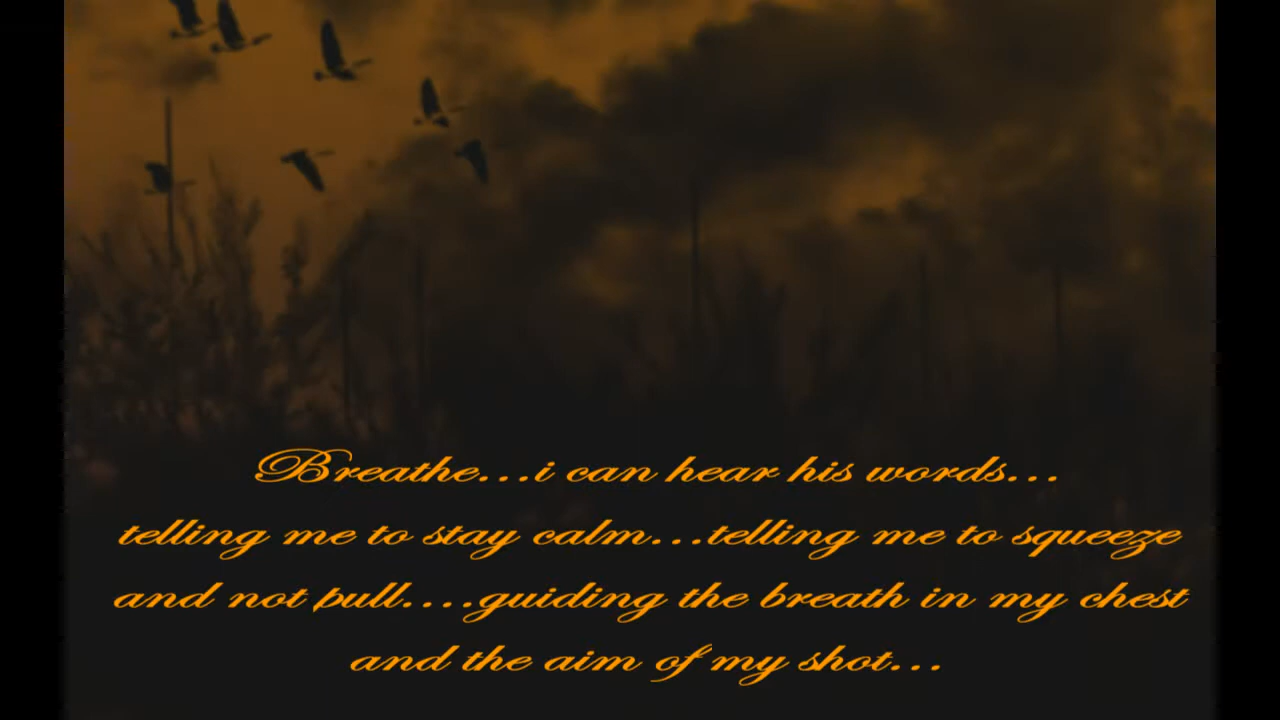 Breathe...i can hear his words...
telling me to stay calm...telling me to squeeze
and not pull....guiding the breath in my chest
and the aim of my shot...